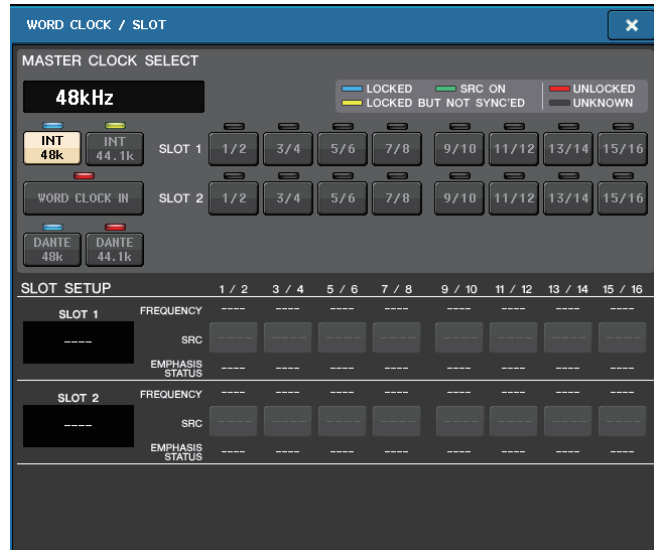 WORD CLOCK / SLOT ×
MASTER CLOCK SELECT
48kHz
LOCKED SRC ON UNLOCKED
LOCKED BUT NOT SYNC'ED UNKNOWN
INT 48k INT 44.1k SLOT 1 1/2 3/4 5/6 7/8 9/10 11/12 13/14 15/16
WORD CLOCK IN SLOT 2 1/2 3/4 5/6 7/8 9/10 11/12 13/14 15/16
DANTE 48k DANTE 44.1k
SLOT SETUP 1 / 2 3 / 4 5 / 6 7 / 8 9 / 10 11 / 12 13 / 14 15 / 16
SLOT 1 FREQUENCY ---- ---- ---- ---- ---- ---- ---- ----
---- SRC ---- ---- ---- ---- ---- ---- ---- ----
EMPHASIS STATUS ---- ---- ---- ---- ---- ---- ---- ----
SLOT 2 FREQUENCY ---- ---- ---- ---- ---- ---- ---- ----
---- SRC ---- ---- ---- ---- ---- ---- ---- ----
EMPHASIS STATUS ---- ---- ---- ---- ---- ---- ---- ----